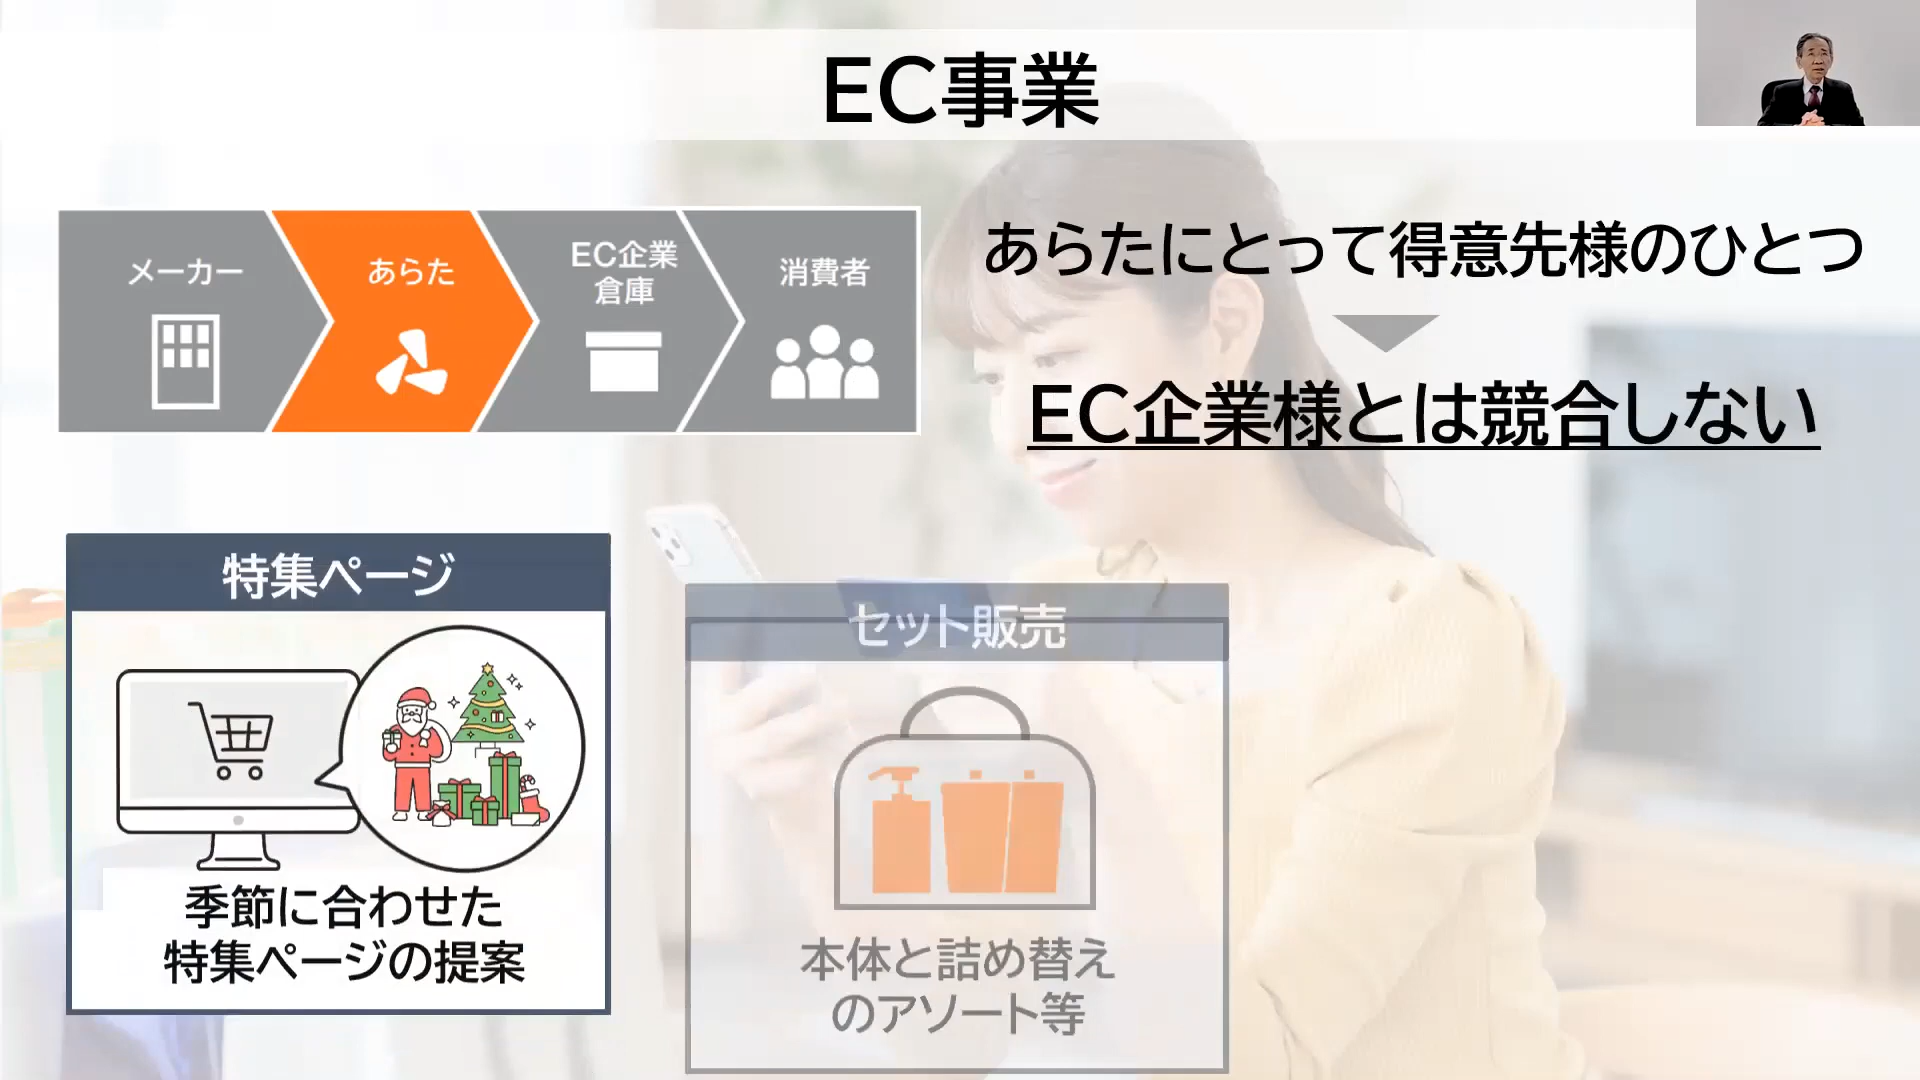 EC事業
メーカー
あらた
EC企業
倉庫
消費者
あらたにとって得意先様のひとつ
EC企業様とは競合しない
特集ページ
季節に合わせた
特集ページの提案
セット販売
本体と詰め替え
のアソート等